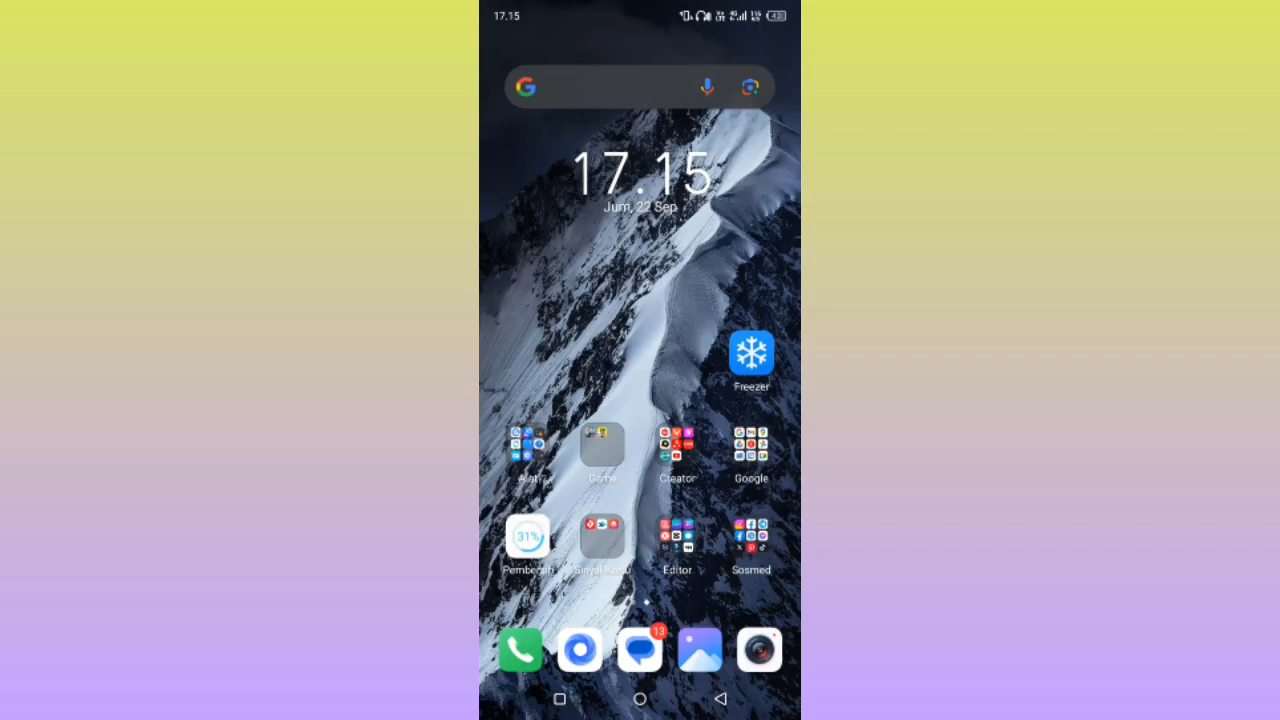 17.15
17.15
Jum, 22 Sep
Freezer
Game
Creator
Google
31%
Editor
Sosmed
13